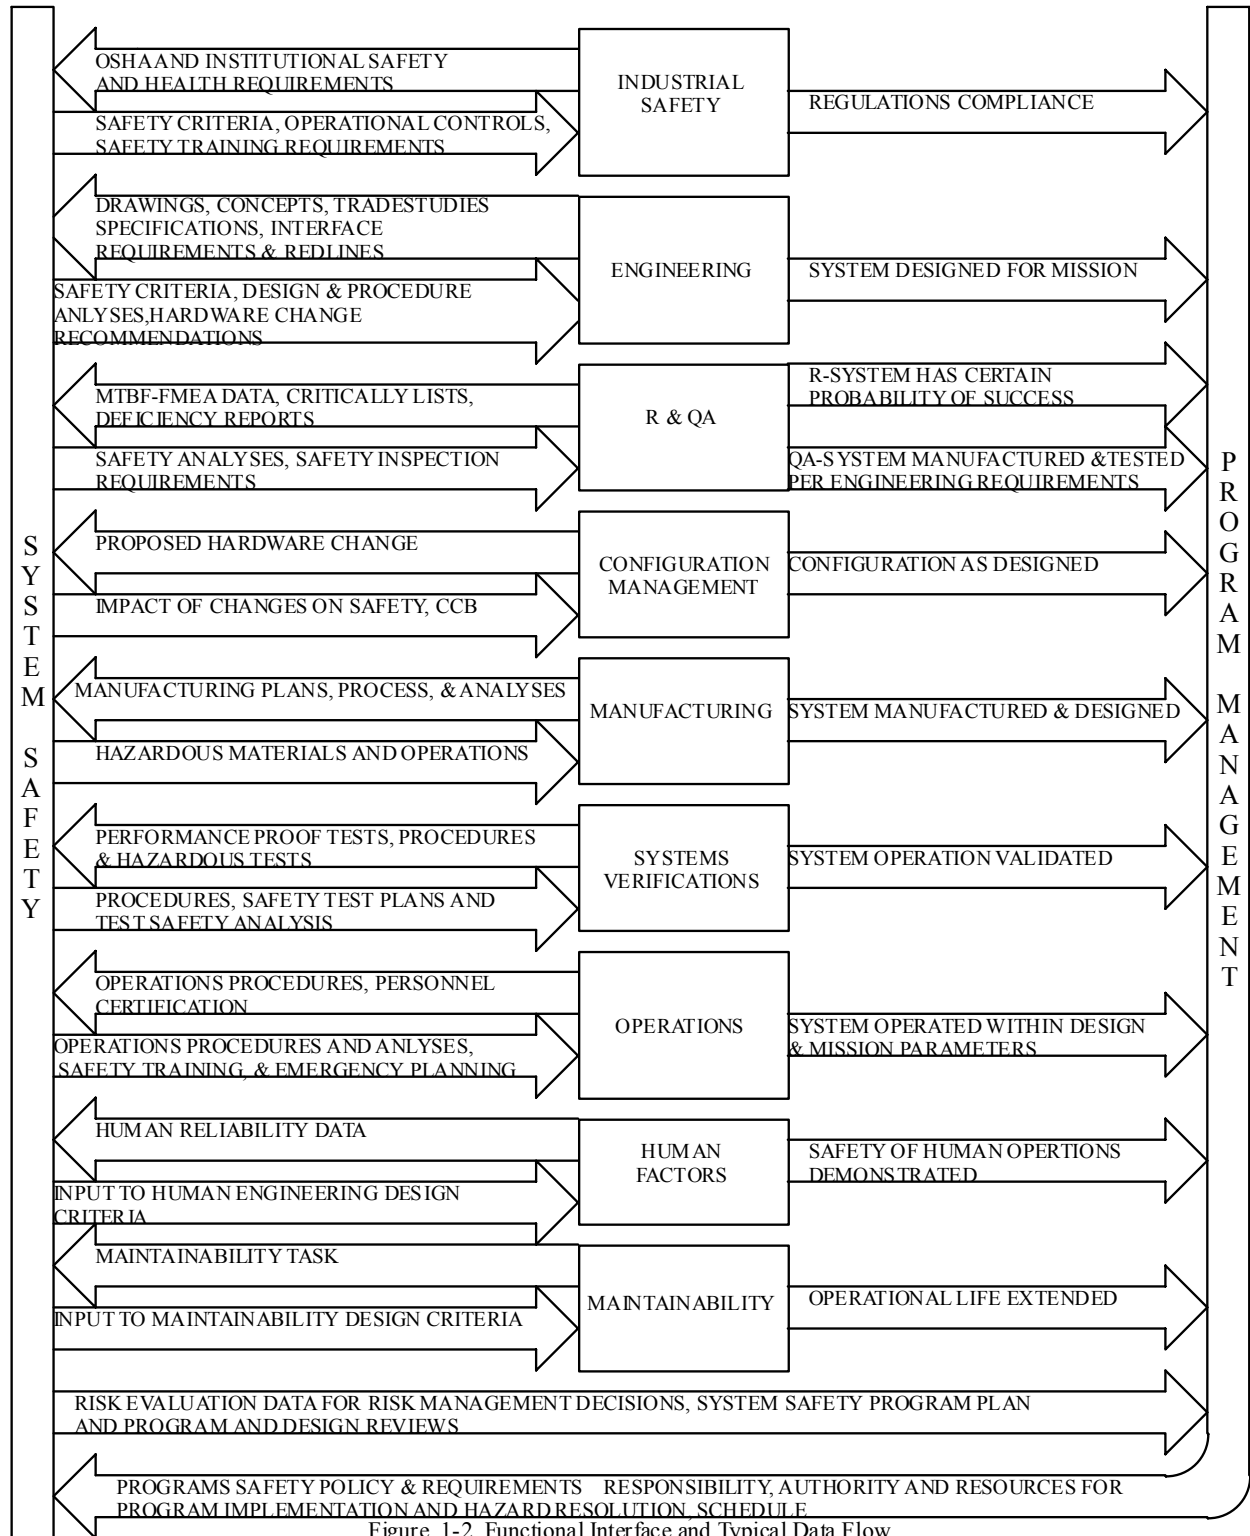 SYSTEM SAFETY
OSHA AND INSTITUTIONAL SAFETY
AND HEALTH REQUIREMENTS
SAFETY CRITERIA, OPERATIONAL CONTROLS,
SAFETY TRAINING REQUIREMENTS
INDUSTRIAL
SAFETY
REGULATIONS COMPLIANCE
DRAWINGS, CONCEPTS, TRADESTUDIES
SPECIFICATIONS, INTERFACE
REQUIREMENTS & REDLINES
SAFETY CRITERIA, DESIGN & PROCEDURE
ANLYSES,HARDWARE CHANGE
RECOMMENDATIONS
ENGINEERING
SYSTEM DESIGNED FOR MISSION
MTBF-FMEA DATA, CRITICALLY LISTS,
DEFICIENCY REPORTS
SAFETY ANALYSES, SAFETY INSPECTION
REQUIREMENTS
R & QA
R-SYSTEM HAS CERTAIN
PROBABILITY OF SUCCESS
QA-SYSTEM MANUFACTURED &TESTED
PER ENGINEERING REQUIREMENTS
PROPOSED HARDWARE CHANGE
IMPACT OF CHANGES ON SAFETY, CCB
CONFIGURATION
MANAGEMENT
CONFIGURATION AS DESIGNED
MANUFACTURING PLANS, PROCESS, & ANALYSES
HAZARDOUS MATERIALS AND OPERATIONS
MANUFACTURING
SYSTEM MANUFACTURED & DESIGNED
PERFORMANCE PROOF TESTS, PROCEDURES
& HAZARDOUS TESTS
PROCEDURES, SAFETY TEST PLANS AND
TEST SAFETY ANALYSIS
SYSTEMS
VERIFICATIONS
SYSTEM OPERATION VALIDATED
OPERATIONS PROCEDURES, PERSONNEL
CERTIFICATION
OPERATIONS PROCEDURES AND ANLYSES,
SAFETY TRAINING, & EMERGENCY PLANNING
OPERATIONS
SYSTEM OPERATED WITHIN DESIGN
& MISSION PARAMETERS
HUMAN RELIABILITY DATA
INPUT TO HUMAN ENGINEERING DESIGN
CRITERIA
HUMAN
FACTORS
SAFETY OF HUMAN OPERTIONS
DEMONSTRATED
MAINTAINABILITY TASK
INPUT TO MAINTAINABILITY DESIGN CRITERIA
MAINTAINABILITY
OPERATIONAL LIFE EXTENDED
PROGRAM MANAGEMENT
RISK EVALUATION DATA FOR RISK MANAGEMENT DECISIONS, SYSTEM SAFETY PROGRAM PLAN
AND PROGRAM AND DESIGN REVIEWS
PROGRAMS SAFETY POLICY & REQUIREMENTS RESPONSIBILITY, AUTHORITY AND RESOURCES FOR
PROGRAM IMPLEMENTATION AND HAZARD RESOLUTION, SCHEDULE
Figure 1-2 Functional Interface and Typical Data Flow